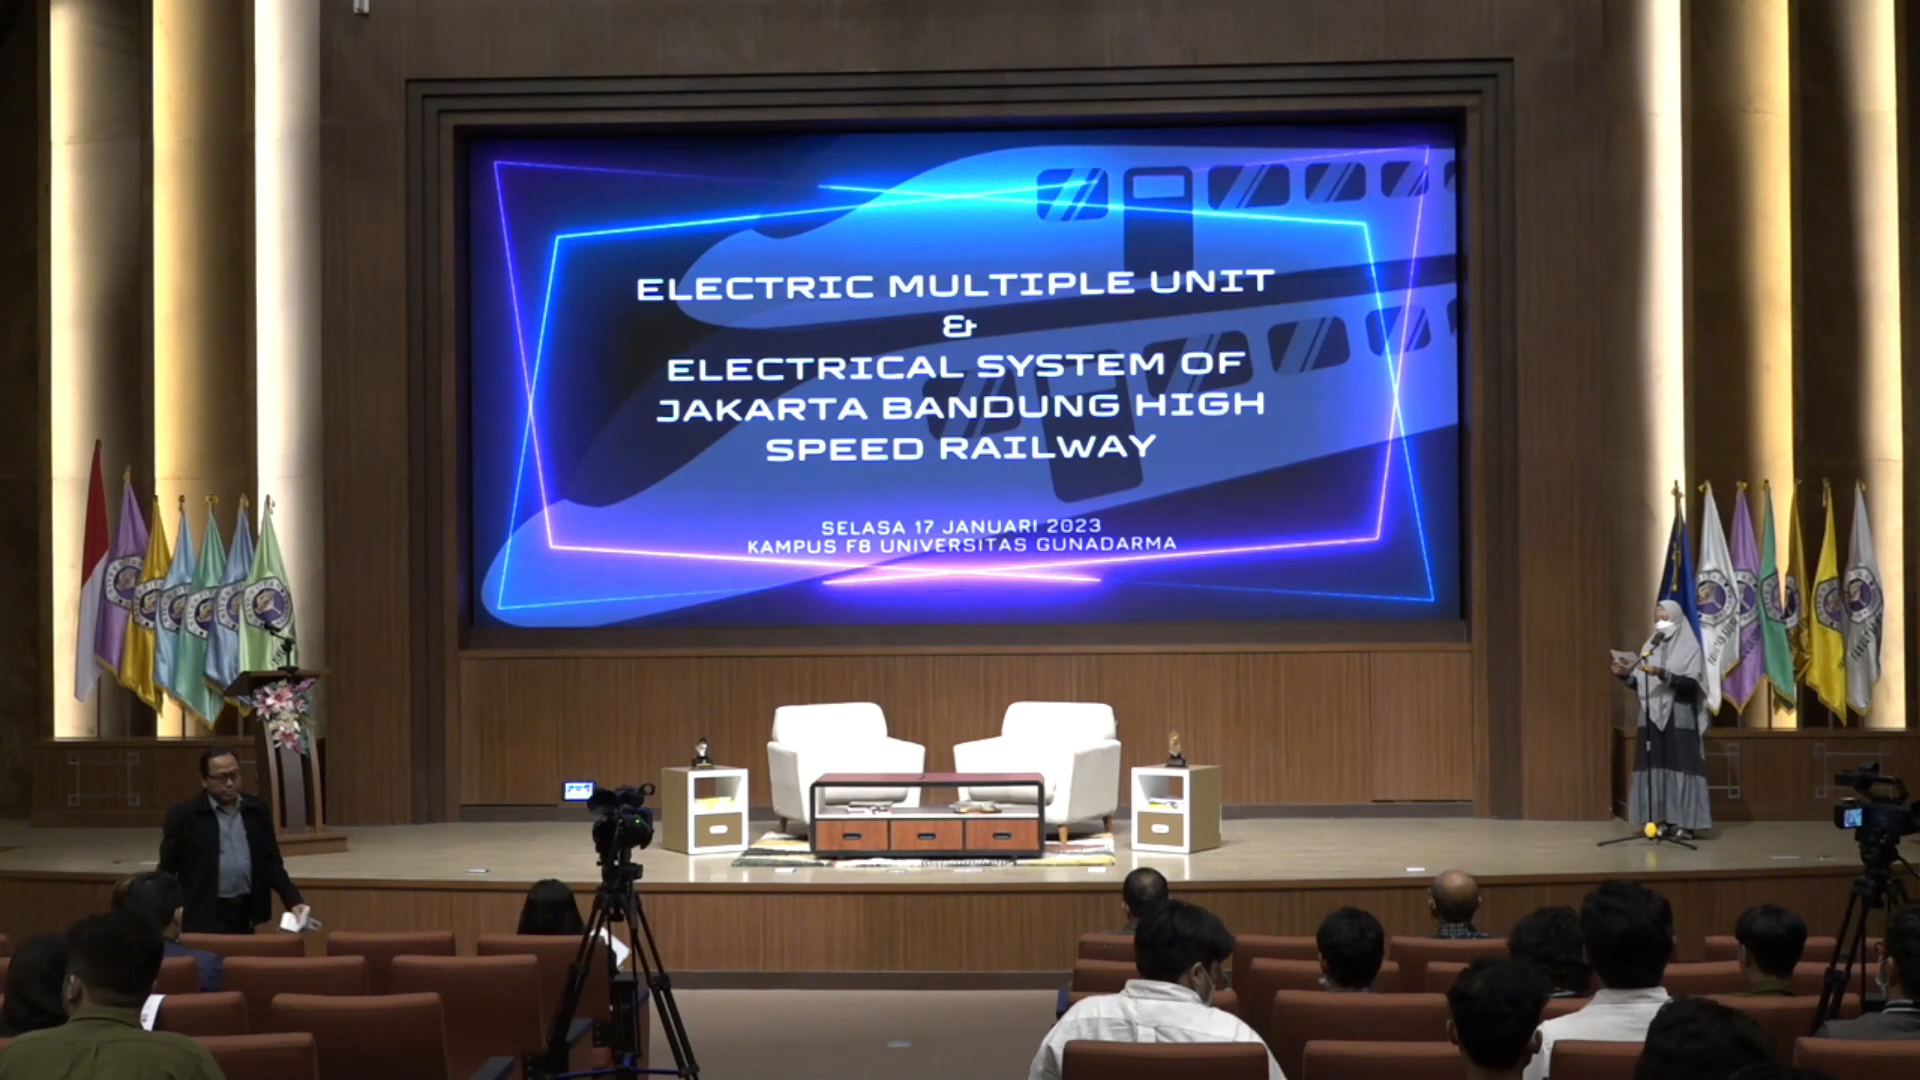 ELECTRIC MULTIPLE UNIT
&
ELECTRICAL SYSTEM OF
JAKARTA BANDUNG HIGH
SPEED RAILWAY
SELASA 17 JANUARI 2023
KAMPUS F8 UNIVERSITAS GUNADARMA